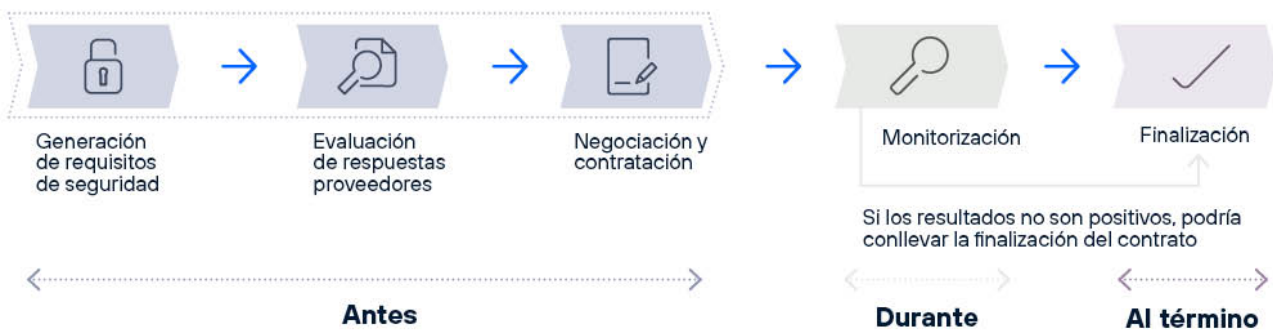 Generación
de requisitos
de seguridad
Evaluación
de respuestas
proveedores
Negociación y
contratación
Monitorización
Finalización
Si los resultados no son positivos, podría
conllevar la finalización del contrato
Antes
Durante
Al término